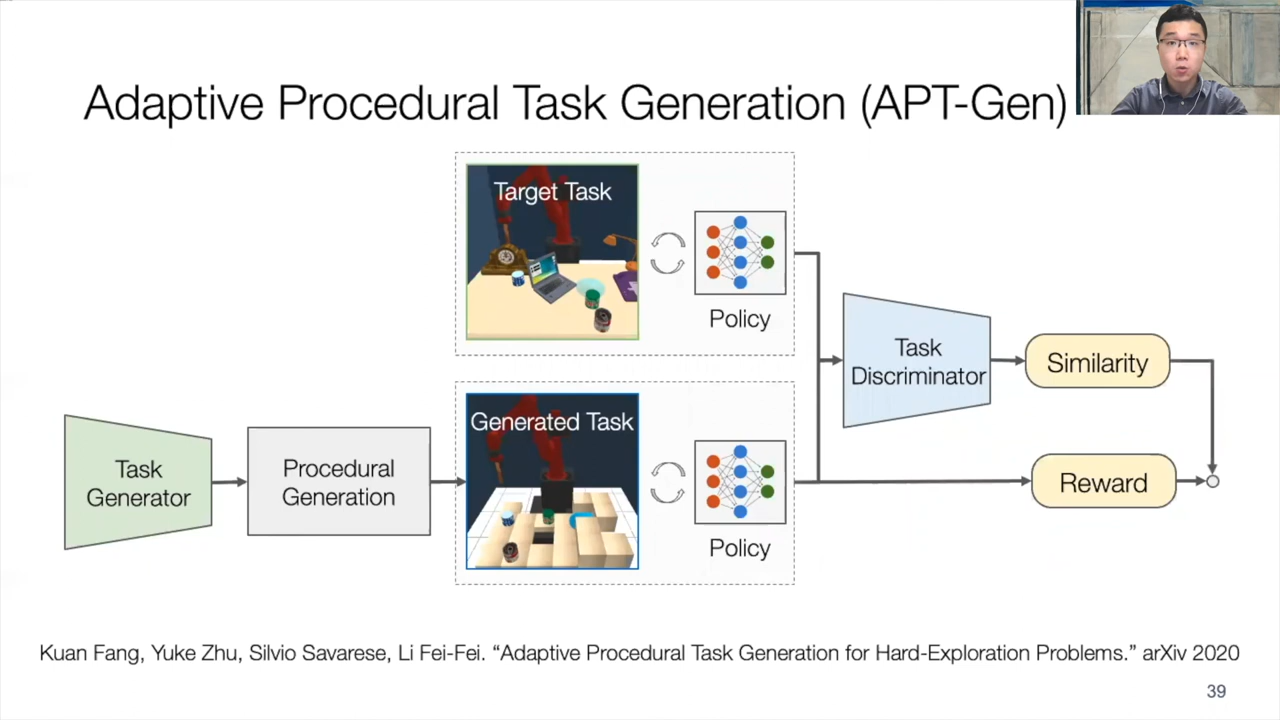 Adaptive Procedural Task Generation (APT-Gen)
Target Task
Policy
Task
Discriminator
Similarity
Generated Task
Task
Generator
Procedural
Generation
Reward
Policy
Kuan Fang, Yuke Zhu, Silvio Savarese, Li Fei-Fei. “Adaptive Procedural Task Generation for Hard-Exploration Problems.” arXiv 2020
39